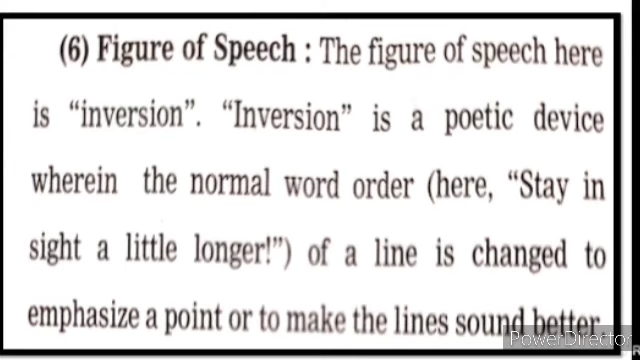 (6) Figure of Speech : The figure of speech here
is “inversion”. “Inversion” is a poetic device
wherein the normal word order (here, “Stay in
sight a little longer!”) of a line is changed to
emphasize a point or to make the lines sound better.
PowerDirector